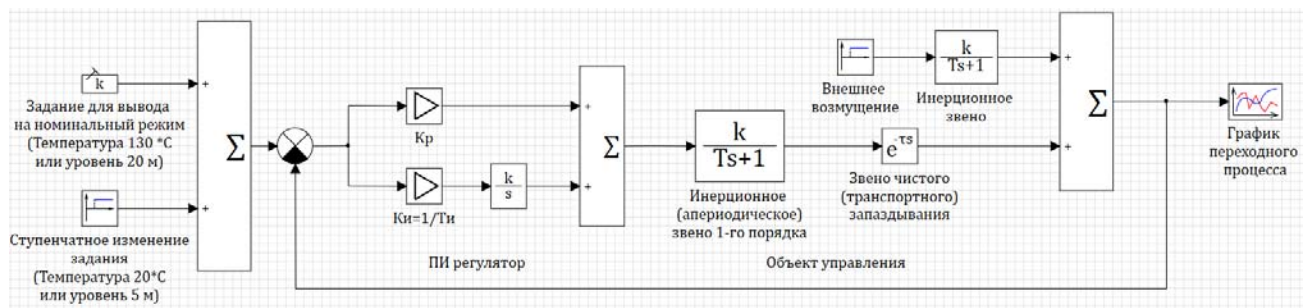 k
Задание для вывода
на номинальный режим
(Температура 130 *С
или уровень 20 м)
Ступенчатое изменение
задания
(Температура 20*С
или уровень 5 м)
+
+
Σ
Кр
Ки=1/Ти
k
s
ПИ регулятор
+
+
Σ
k
Ts+1
Инерционное
(апериодическое)
звено 1-го порядка
e-τs
Звено чистого
(транспортного)
запаздывания
Объект управления
Внешнее
возмущение
k
Ts+1
Инерционное
звено
+
+
Σ
График
переходного
процесса